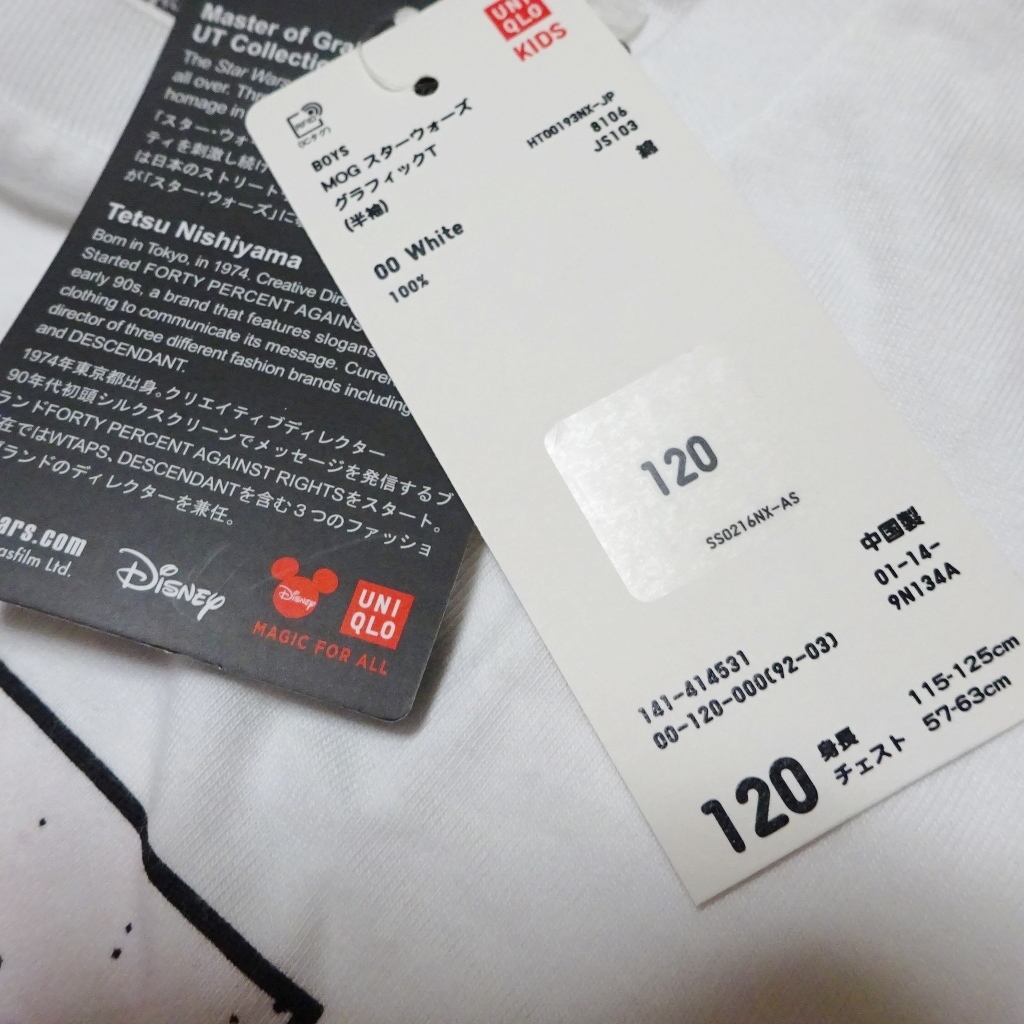 Master of Gra
UT Collectio
The Star Wars
all over. Thr
homage in
「スター・ウォー
ティを刺激し続け
は日本のストリート
が「スター・ウォーズ」に
Tetsu Nishiyama
Born in Tokyo, in 1974. Creative Dire
Started FORTY PERCENT AGAINS
early 90s, a brand that features slogans
clothing to communicate its message. Curren
director of three different fashion brands including
and DESCENDANT.
1974年東京都出身。クリエイティブディレクター
90年代初頭シルクスクリーンでメッセージを発信するブ
ランドFORTY PERCENT AGAINST RIGHTSをスタート。
在ではWTAPS、DESCENDANTを含む3つのファッショ
ブランドのディレクターを兼任。
ars.com
asfilm Ltd.
Disney
Disney
UNI
QLO
MAGIC FOR ALL
UNI
QLO
KIDS
BOYS
MOG スターウォーズ
グラフィックT
(半袖)
HT00193NX-JP
8106
JS103
綿
00 White
100%
120
SS0216NX-AS
中国製
01-14-
9N134A
141-414531
00-120-000(92-03)
120
身長 115-125cm
チェスト 57-63cm